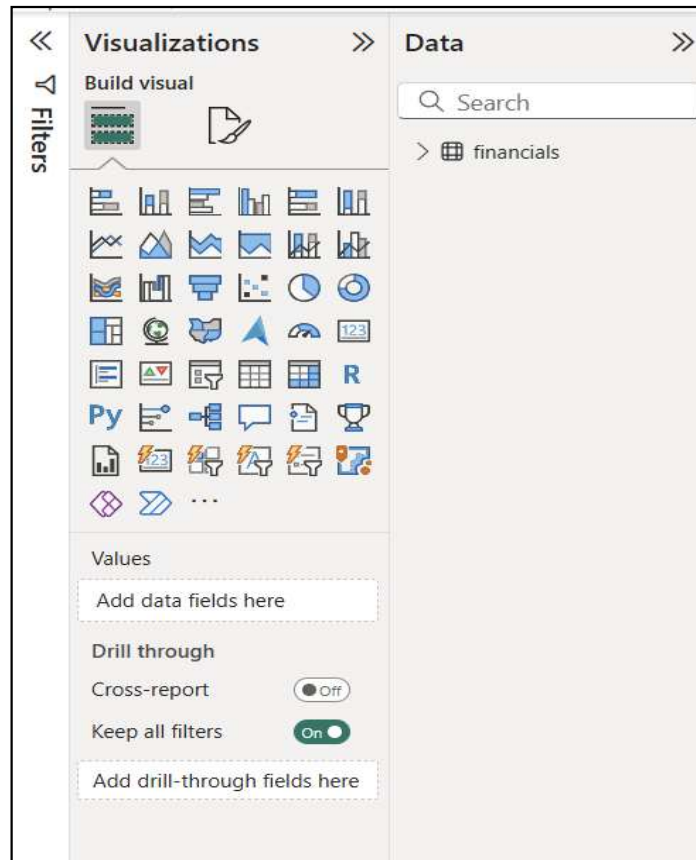 Visualizations
Data
Build visual
Search
Filters
financials
123
R
Py
123
Values
Add data fields here
Drill through
Cross-report
Off
Keep all filters
On
Add drill-through fields here